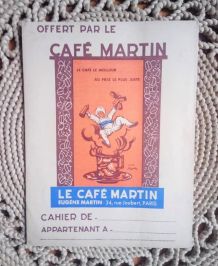 OFFERT PAR LE
CAFÉ MARTIN
LE CAFÉ LE MEILLEUR
AU PRIX LE PLUS JUSTE
LE CAFÉ MARTIN
EUGÈNE MARTIN 34, rue Joubert, PARIS
CAHIER DE
APPARTENANT A